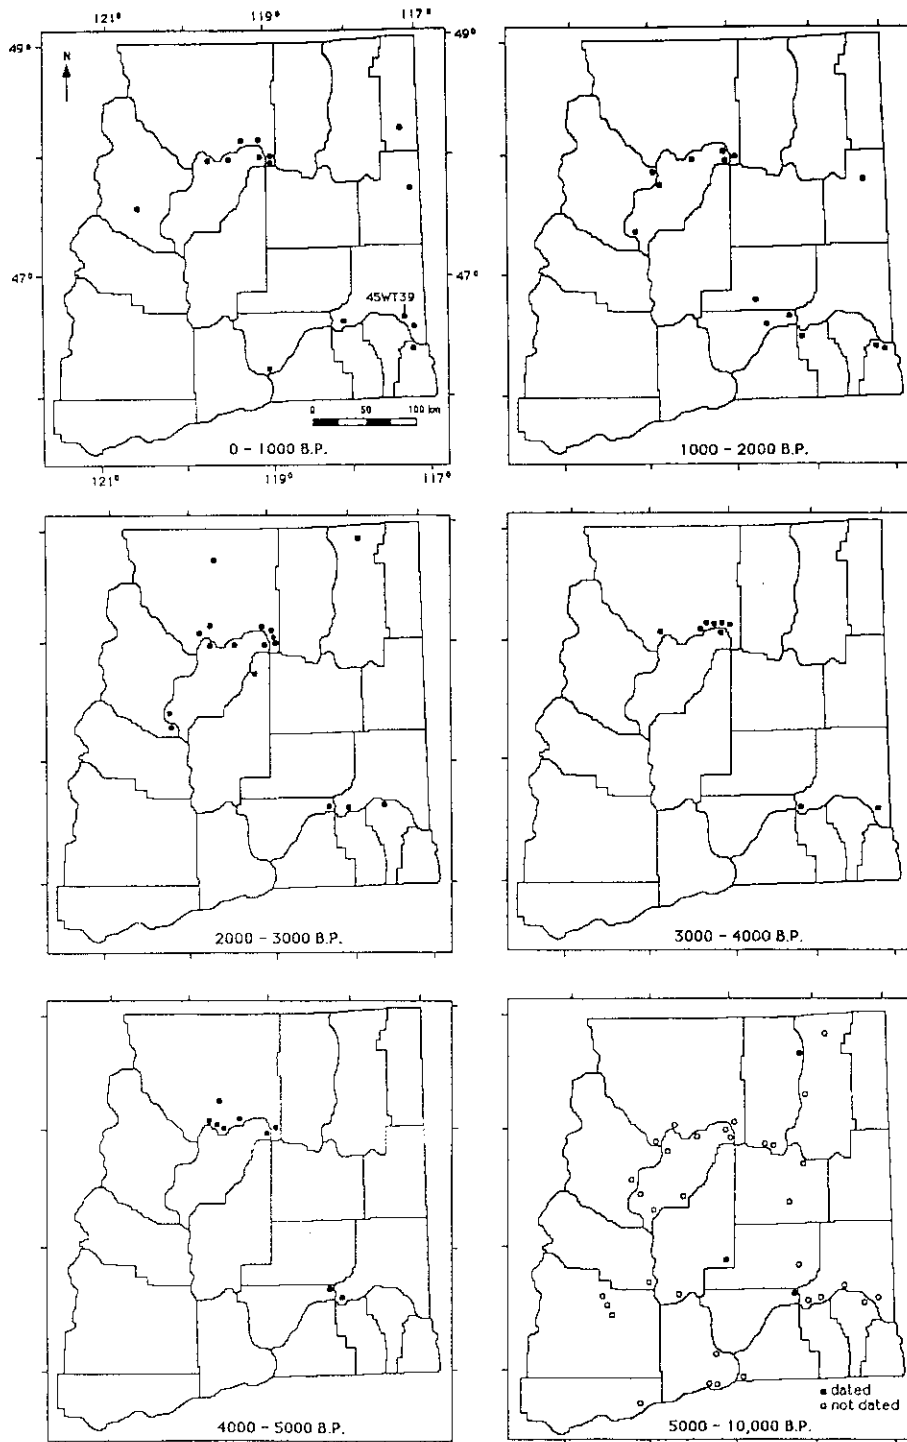 121° 119° 117°
49° 49°
N
47° 47°
45WT39
0 50 100 km
0 – 1000 B.P.
1000 – 2000 B.P.
121° 119° 117°
2000 – 3000 B.P.
3000 – 4000 B.P.
dated
not dated
4000 – 5000 B.P.
5000 – 10,000 B.P.